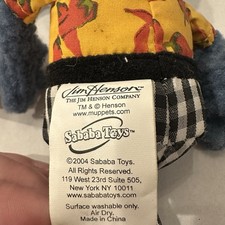 Jim Henson
THE JIM HENSON COMPANY
TM & © Henson
www.muppets.com
Sababa Toys
©2004 Sababa Toys.
All Rights Reserved.
119 West 23rd Suite 505,
New York NY 10011
www.sababatoys.com
Surface washable only.
Air Dry.
Made in China